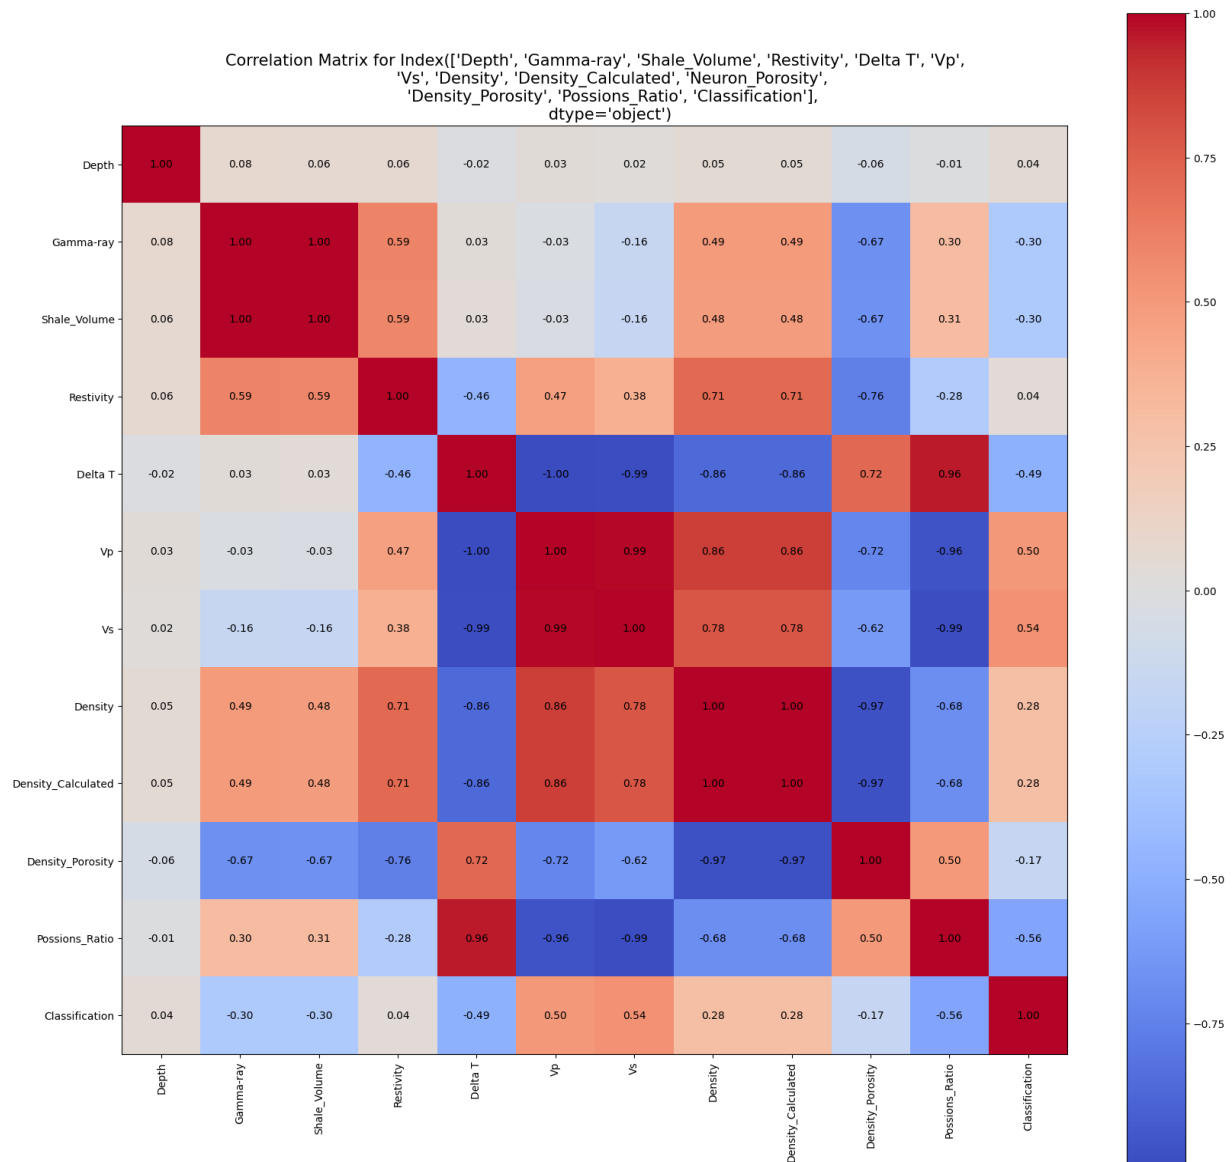 Correlation Matrix for Index(['Depth', 'Gamma-ray', 'Shale_Volume', 'Restivity', 'Delta T', 'Vp',
'Vs', 'Density', 'Density_Calculated', 'Neuron_Porosity',
'Density_Porosity', 'Possions_Ratio', 'Classification'],
dtype='object')
Depth 1.00 0.08 0.06 0.06 -0.02 0.03 0.02 0.05 0.05 -0.06 -0.01 0.04
Gamma-ray 0.08 1.00 1.00 0.59 0.03 -0.03 -0.16 0.49 0.49 -0.67 0.30 -0.30
Shale_Volume 0.06 1.00 1.00 0.59 0.03 -0.03 -0.16 0.48 0.48 -0.67 0.31 -0.30
Restivity 0.06 0.59 0.59 1.00 -0.46 0.47 0.38 0.71 0.71 -0.76 -0.28 0.04
Delta T -0.02 0.03 0.03 -0.46 1.00 -1.00 -0.99 -0.86 -0.86 0.72 0.96 -0.49
Vp 0.03 -0.03 -0.03 0.47 -1.00 1.00 0.99 0.86 0.86 -0.72 -0.96 0.50
Vs 0.02 -0.16 -0.16 0.38 -0.99 0.99 1.00 0.78 0.78 -0.62 -0.99 0.54
Density 0.05 0.49 0.48 0.71 -0.86 0.86 0.78 1.00 1.00 -0.97 -0.68 0.28
Density_Calculated 0.05 0.49 0.48 0.71 -0.86 0.86 0.78 1.00 1.00 -0.97 -0.68 0.28
Density_Porosity -0.06 -0.67 -0.67 -0.76 0.72 -0.72 -0.62 -0.97 -0.97 1.00 0.50 -0.17
Possions_Ratio -0.01 0.30 0.31 -0.28 0.96 -0.96 -0.99 -0.68 -0.68 0.50 1.00 -0.56
Classification 0.04 -0.30 -0.30 0.04 -0.49 0.50 0.54 0.28 0.28 -0.17 -0.56 1.00
Depth
Gamma-ray
Shale_Volume
Restivity
Delta T
Vp
Vs
Density
Density_Calculated
Density_Porosity
Possions_Ratio
Classification
1.00
0.75
0.50
0.25
0.00
−0.25
−0.50
−0.75